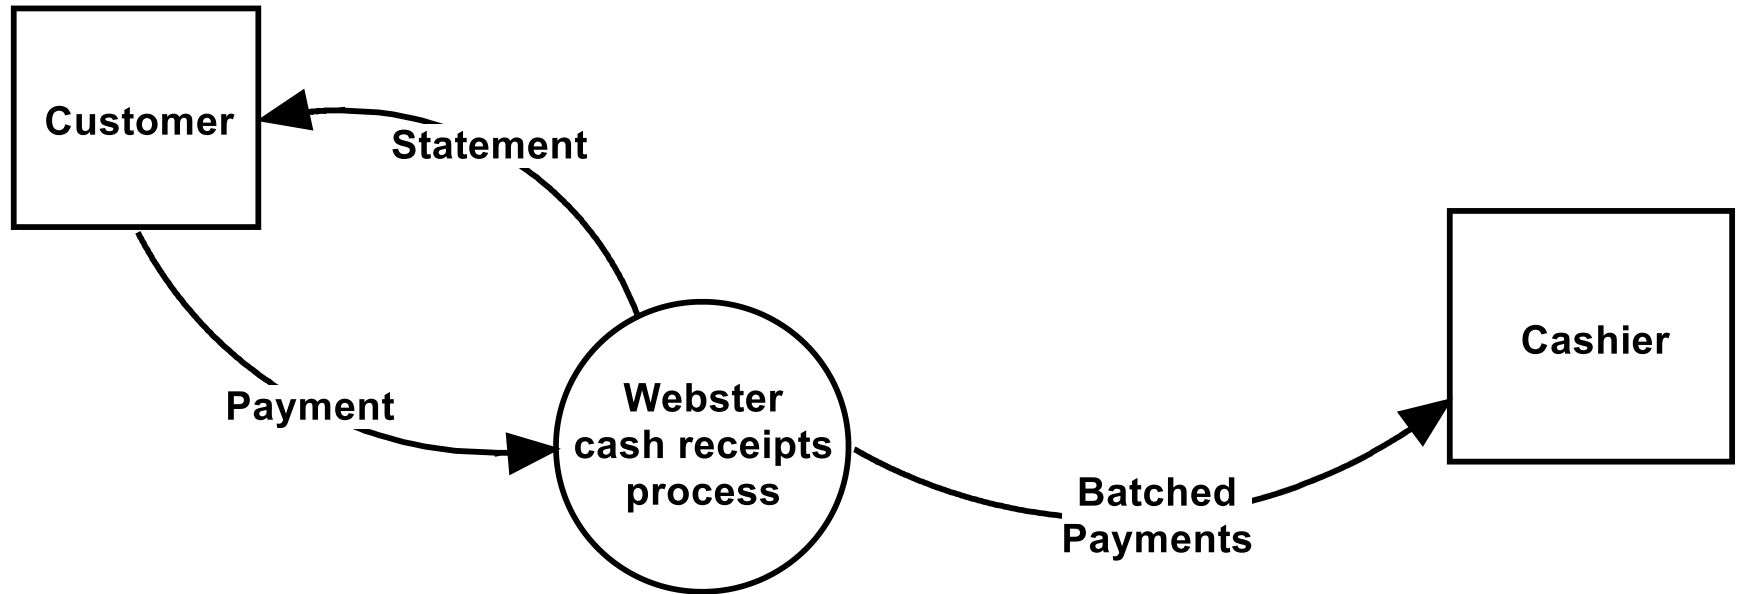 Customer
Statement
Payment
Webster
cash receipts
process
Batched
Payments
Cashier